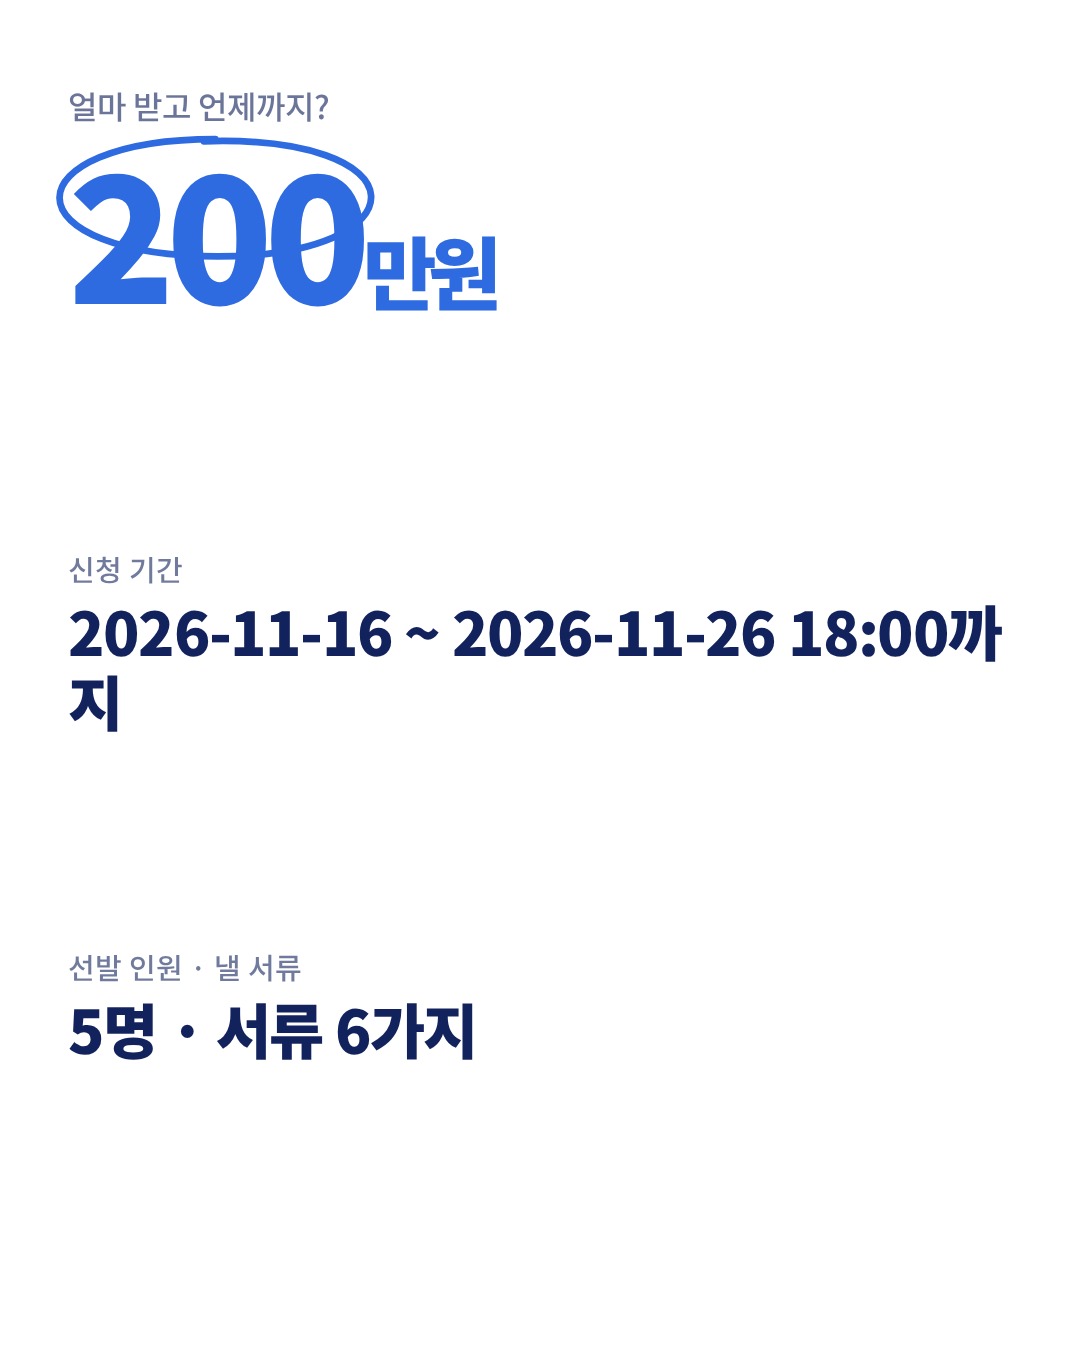 얼마 받고 언제까지?
200만원
신청 기간
2026-11-16 ~ 2026-11-26 18:00까
지
선발 인원 · 낼 서류
5명 · 서류 6가지